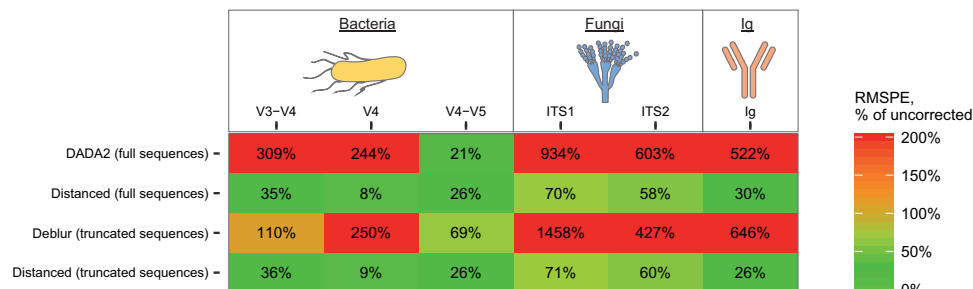 Bacteria Fungi Ig
V3−V4 V4 V4−V5 ITS1 ITS2 Ig
RMSPE,
% of uncorrected
DADA2 (full sequences) 309% 244% 21% 934% 603% 522%
Distanced (full sequences) 35% 8% 26% 70% 58% 30%
Deblur (truncated sequences) 110% 250% 69% 1458% 427% 646%
Distanced (truncated sequences) 36% 9% 26% 71% 60% 26%
200%
150%
100%
50%
0%